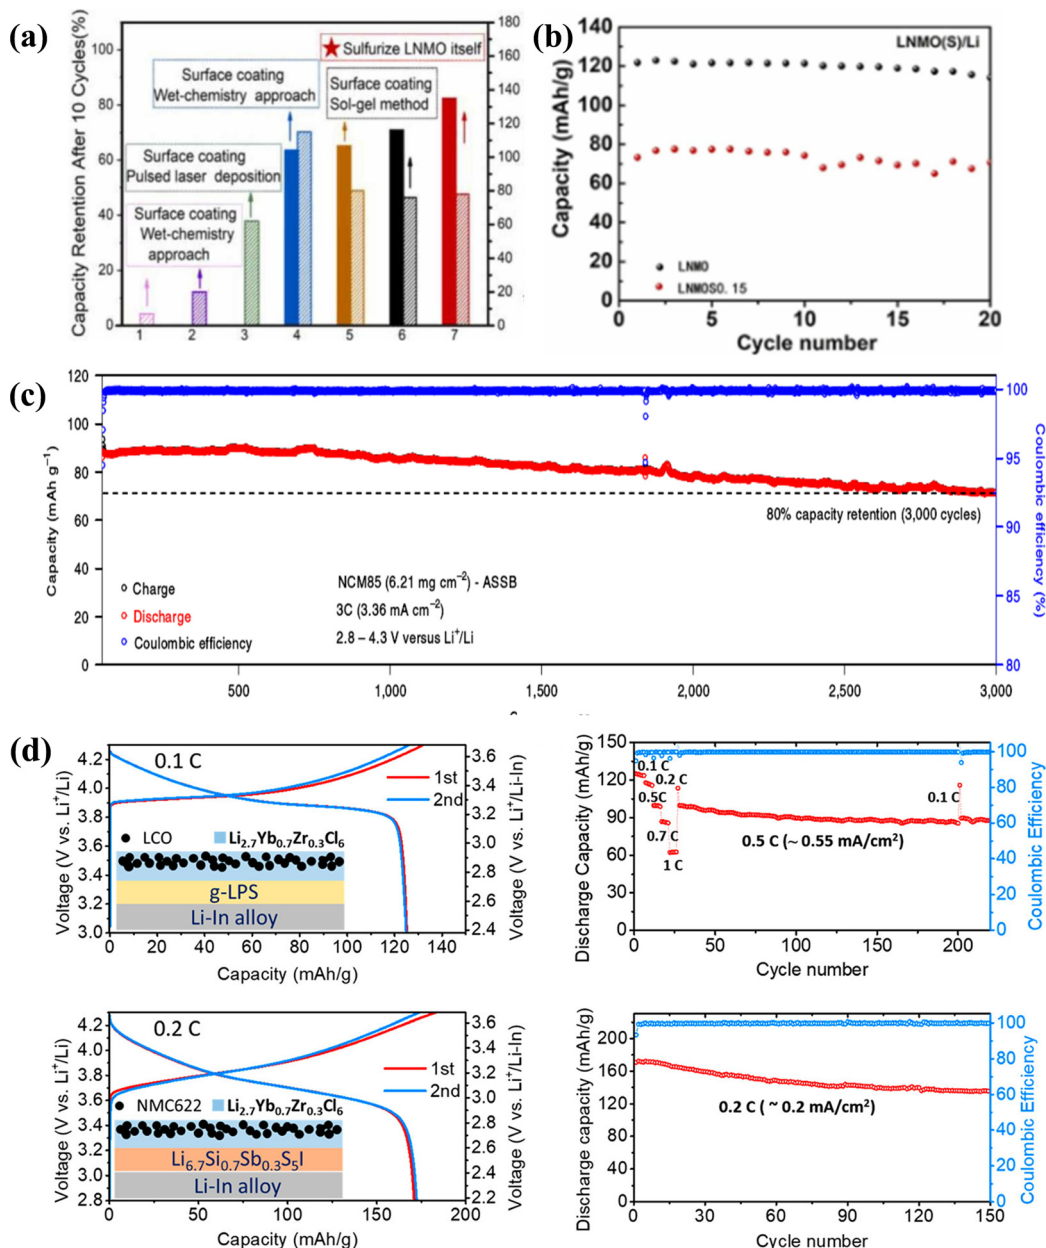 (a)
Capacity Retention After 10 Cycles(%)
100
80
60
40
20
0
180
160
140
120
100
80
60
40
20
0
★ Sulfurize LNMO itself
Surface coating
Wet-chemistry approach
Surface coating
Sol-gel method
Surface coating
Pulsed laser deposition
Surface coating
Wet-chemistry
approach
1 2 3 4 5 6 7
(b)
LNMO(S)/Li
Capacity (mAh/g)
140
120
100
80
60
40
20
0
LNMO
LNMOS0. 15
0 5 10 15 20
Cycle number
(c)
Capacity (mAh g⁻¹)
120
100
80
60
40
20
0
100
95
90
85
80
Coulombic efficiency (%)
80% capacity retention (3,000 cycles)
Charge
Discharge
Coulombic efficiency
NCM85 (6.21 mg cm⁻²) - ASSB
3C (3.36 mA cm⁻²)
2.8 – 4.3 V versus Li⁺/Li
500 1,000 1,500 2,000 2,500 3,000
(d)
Voltage (V vs. Li⁺/Li)
4.2
3.9
3.6
3.3
3.0
0.1 C
1st
2nd
LCO
Li₂.₇Yb₀.₇Zr₀.₃Cl₆
g-LPS
Li-In alloy
3.6
3.4
3.2
3.0
2.8
2.6
2.4
Voltage (V vs. Li⁺/Li-In)
0 30 60 90 120 150
Capacity (mAh/g)
Discharge Capacity (mAh/g)
150
120
90
60
30
0
0.1 C
0.2 C
0.5C
0.7 C
1 C
0.1 C
0.5 C (~ 0.55 mA/cm²)
100
80
60
40
20
0
Coulombic Efficiency
0 50 100 150 200
Cycle number
Voltage (V vs. Li⁺/Li)
4.2
4.0
3.8
3.6
3.4
3.2
3.0
2.8
0.2 C
1st
2nd
NMC622
Li₂.₇Yb₀.₇Zr₀.₃Cl₆
Li₆.₇Si₀.₇Sb₀.₃S₅I
Li-In alloy
3.6
3.4
3.2
3.0
2.8
2.6
2.4
2.2
Voltage (V vs. Li⁺/Li-In)
0 50 100 150 200
Capacity (mAh/g)
Discharge capacity (mAh/g)
200
160
120
80
40
0
0.2 C ( ~ 0.2 mA/cm²)
100
80
60
40
20
0
Coulombic Efficiency
0 30 60 90 120 150
Cycle number